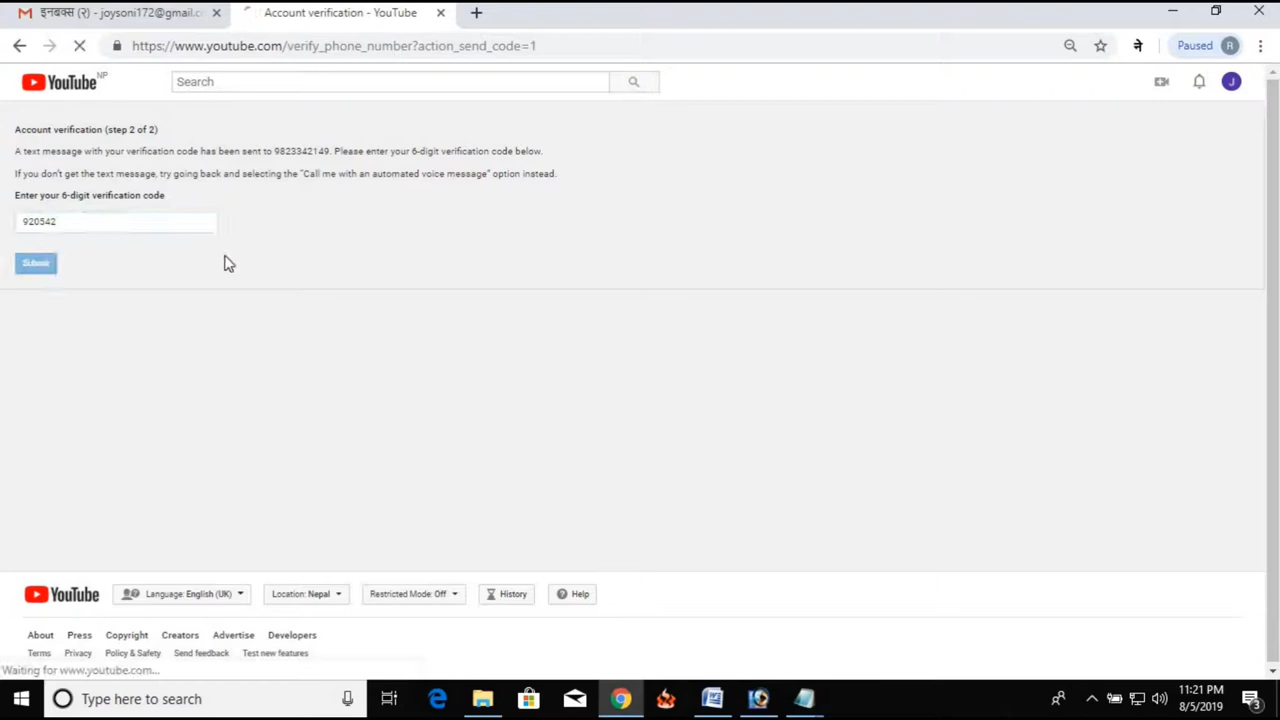 इनबक्स (२) - joysoni172@gmail.c
Account verification - YouTube
https://www.youtube.com/verify_phone_number?action_send_code=1
ने
Paused
R
YouTube NP
Search
J
Account verification (step 2 of 2)
A text message with your verification code has been sent to 9823342149. Please enter your 6-digit verification code below.
If you don't get the text message, try going back and selecting the "Call me with an automated voice message" option instead.
Enter your 6-digit verification code
920542
Submit
YouTube
Language: English (UK)
Location: Nepal
Restricted Mode: Off
History
Help
About Press Copyright Creators Advertise Developers
Terms Privacy Policy & Safety Send feedback Test new features
Waiting for www.youtube.com...
Type here to search
11:21 PM
8/5/2019
3